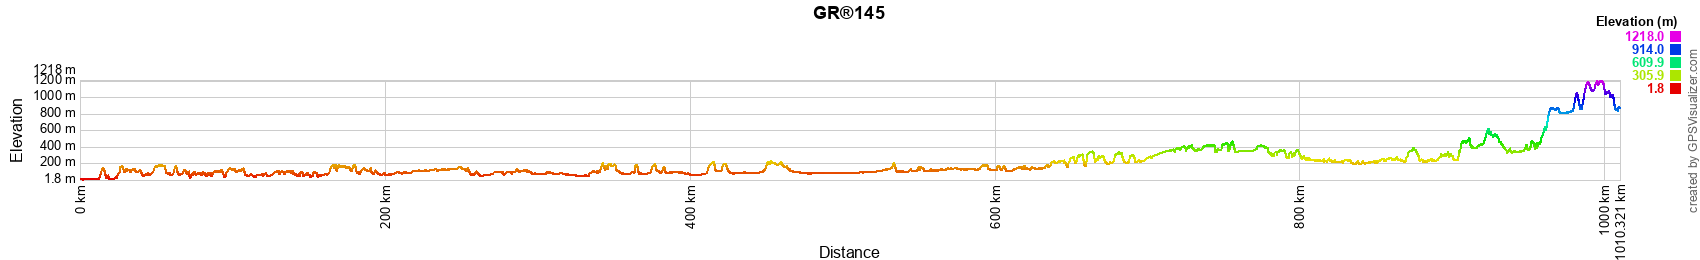 GR®145
Elevation (m)
1218.0
914.0
609.9
305.9
1.8
1218 m
1200 m
1000 m
800 m
600 m
400 m
200 m
1.8 m
Elevation
0 km
200 km
400 km
600 km
800 km
1000 km
1010.321 km
Distance
created by GPSVisualizer.com